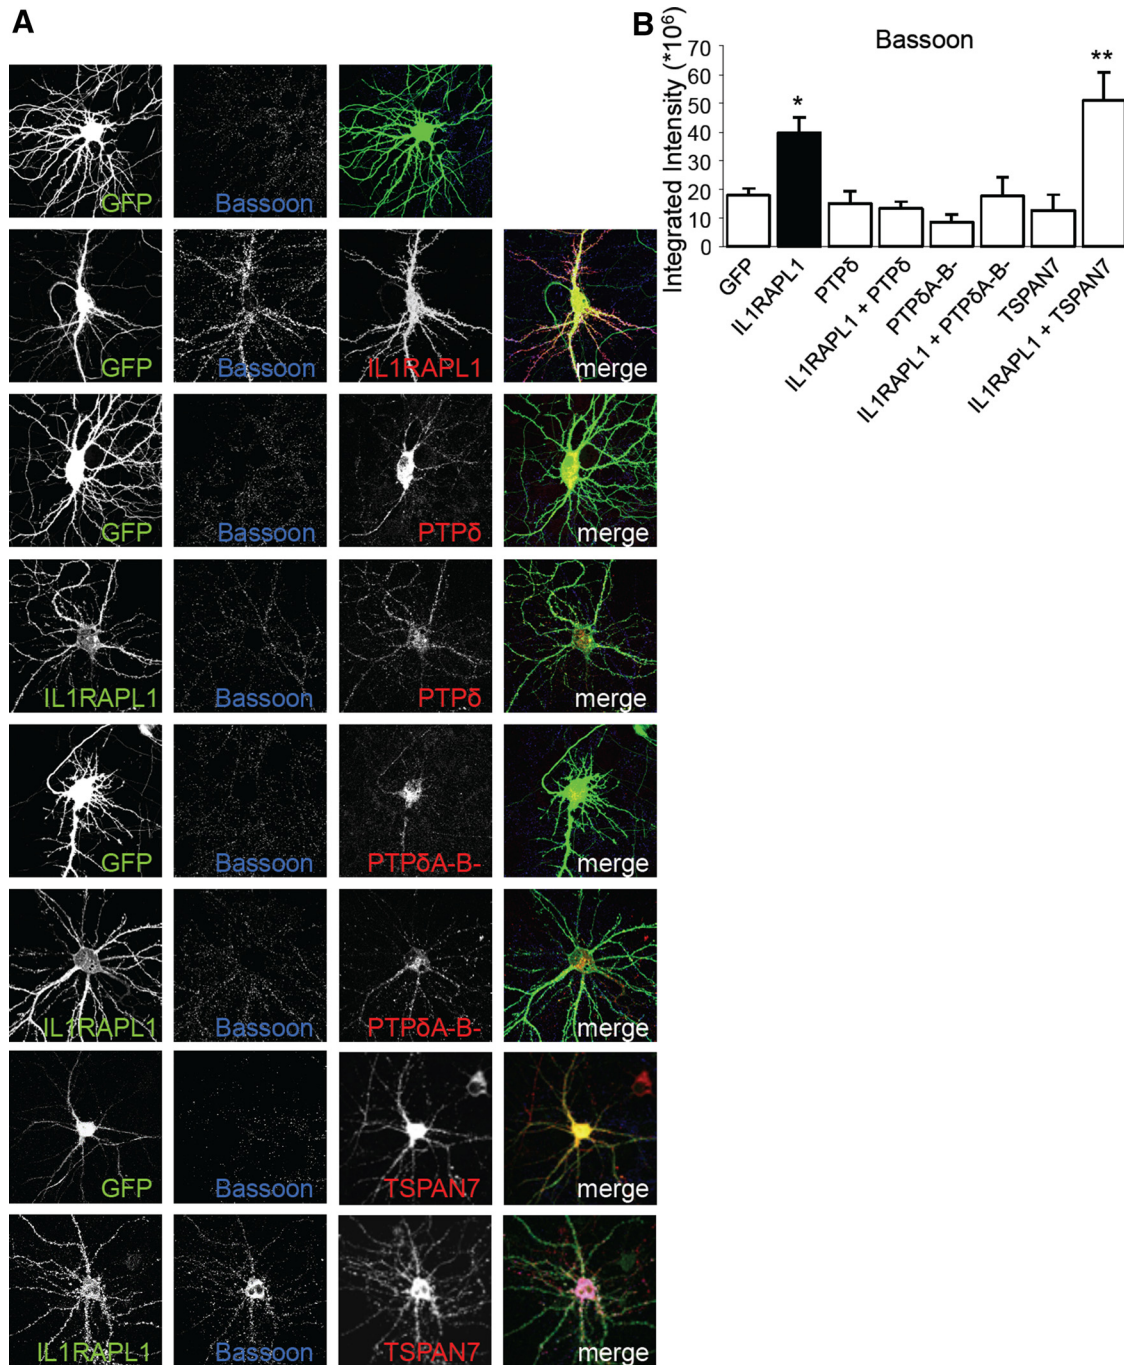 A
GFP
Bassoon
GFP
Bassoon
IL1RAPL1
merge
GFP
Bassoon
PTPδ
merge
IL1RAPL1
Bassoon
PTPδ
merge
GFP
Bassoon
PTPδA-B-
merge
IL1RAPL1
Bassoon
PTPδA-B-
merge
GFP
Bassoon
TSPAN7
merge
IL1RAPL1
Bassoon
TSPAN7
merge
B
Bassoon
Integrated Intensity (*10⁶)
70
60
50
40
30
20
10
0
*
**
GFP
IL1RAPL1
PTPδ
IL1RAPL1 + PTPδ
PTPδA-B-
IL1RAPL1 + PTPδA-B-
TSPAN7
IL1RAPL1 + TSPAN7